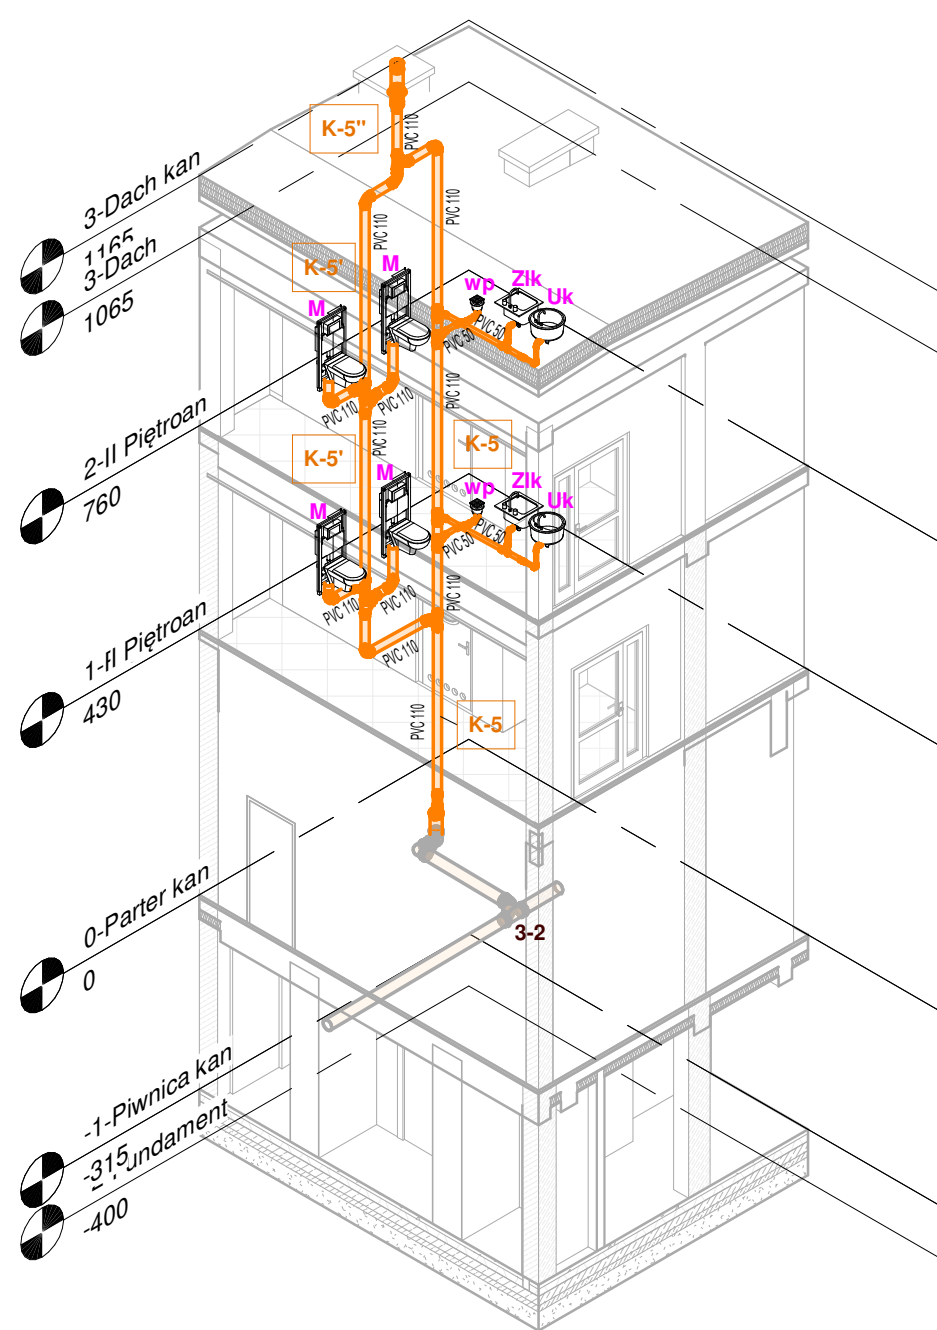 K-5"
PVC 110
3-Dach kan
1165
3-Dach
1065
PVC 110
PVC 110
K-5'
M
M
wp
Zlk
Uk
PVC 50
PVC 50
PVC 110
PVC 110
PVC 110
PVC 110
2-II Piętro
760
K-5'
K-5
M
M
wp
Zlk
Uk
PVC 50
PVC 50
PVC 110
PVC 110
PVC 110
PVC 110
1-I Piętro
430
PVC 110
K-5
0-Parter kan
0
3-2
-1-Piwnica kan
-315
Fundament
-400